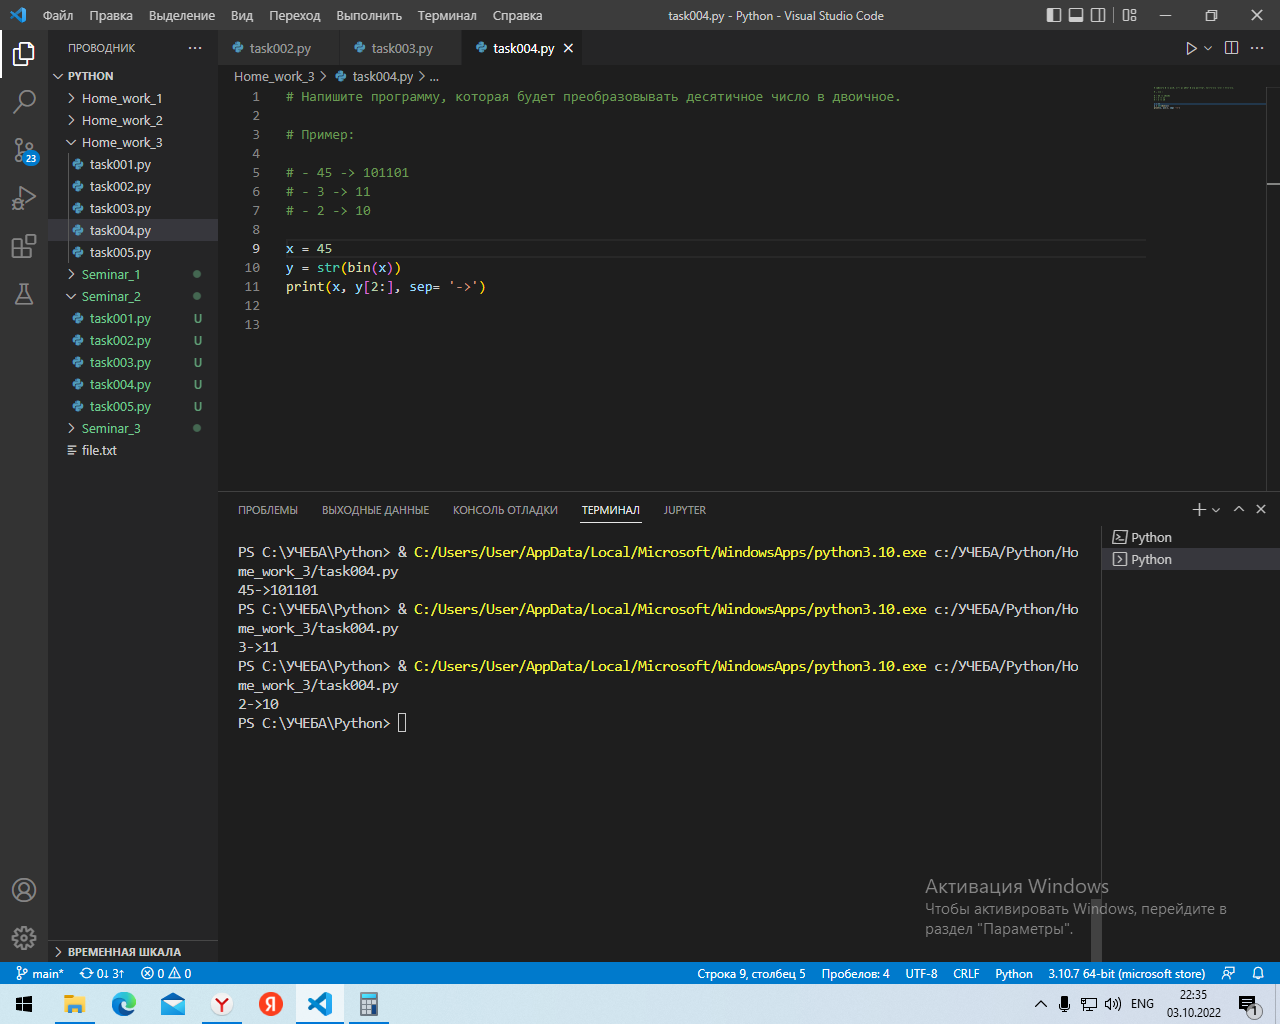 Файл Правка Выделение Вид Переход Выполнить Терминал Справка task004.py - Python - Visual Studio Code
ПРОВОДНИК
PYTHON
Home_work_1
Home_work_2
Home_work_3
task001.py
task002.py
task003.py
task004.py
task005.py
Seminar_1
Seminar_2
task001.py U
task002.py U
task003.py U
task004.py U
task005.py U
Seminar_3
file.txt
ВРЕМЕННАЯ ШКАЛА
23
task002.py task003.py task004.py
Home_work_3 > task004.py > ...
1 # Напишите программу, которая будет преобразовывать десятичное число в двоичное.
2
3 # Пример:
4
5 # - 45 -> 101101
6 # - 3 -> 11
7 # - 2 -> 10
8
9 x = 45
10 y = str(bin(x))
11 print(x, y[2:], sep= '->')
12
13
ПРОБЛЕМЫ ВЫХОДНЫЕ ДАННЫЕ КОНСОЛЬ ОТЛАДКИ ТЕРМИНАЛ JUPYTER
PS C:\УЧЕБА\Python> & C:/Users/User/AppData/Local/Microsoft/WindowsApps/python3.10.exe c:/УЧЕБА/Python/Ho
me_work_3/task004.py
45->101101
PS C:\УЧЕБА\Python> & C:/Users/User/AppData/Local/Microsoft/WindowsApps/python3.10.exe c:/УЧЕБА/Python/Ho
me_work_3/task004.py
3->11
PS C:\УЧЕБА\Python> & C:/Users/User/AppData/Local/Microsoft/WindowsApps/python3.10.exe c:/УЧЕБА/Python/Ho
me_work_3/task004.py
2->10
PS C:\УЧЕБА\Python>
Python
Python
Активация Windows
Чтобы активировать Windows, перейдите в
раздел "Параметры".
main* 0↓ 3↑ 0 0 Строка 9, столбец 5 Пробелов: 4 UTF-8 CRLF Python 3.10.7 64-bit (microsoft store)
Y Я ENG 22:35
03.10.2022 1